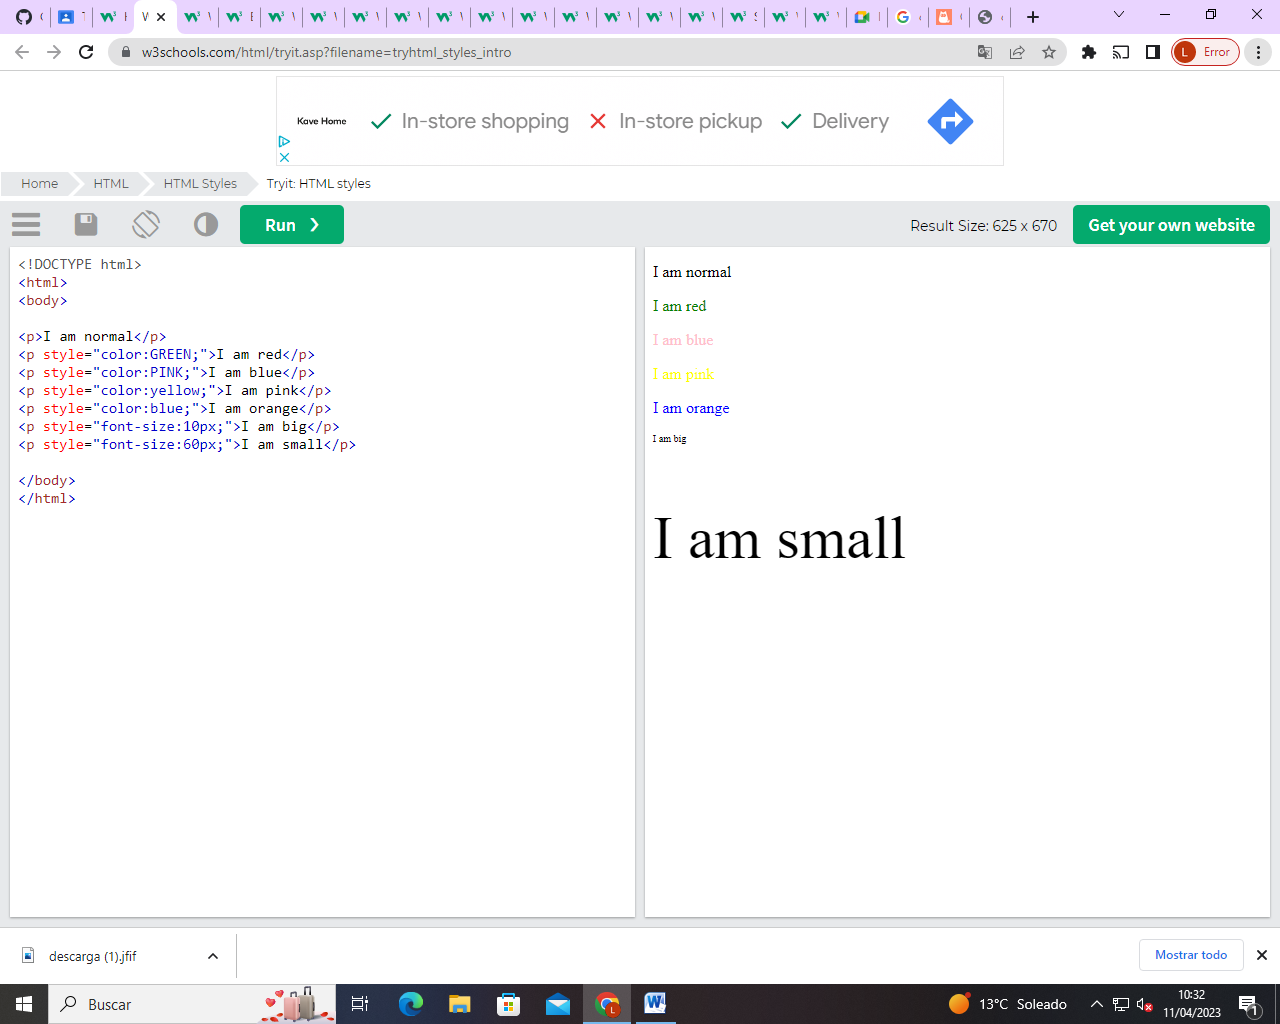 w3schools.com/html/tryit.asp?filename=tryhtml_styles_intro
L Error
Kave Home
In-store shopping In-store pickup Delivery
Home HTML HTML Styles Tryit: HTML styles
Run ❯
Result Size: 625 x 670
Get your own website
<!DOCTYPE html>
<html>
<body>
<p>I am normal</p>
<p style="color:GREEN;">I am red</p>
<p style="color:PINK;">I am blue</p>
<p style="color:yellow;">I am pink</p>
<p style="color:blue;">I am orange</p>
<p style="font-size:10px;">I am big</p>
<p style="font-size:60px;">I am small</p>
</body>
</html>
I am normal
I am red
I am blue
I am pink
I am orange
I am big
I am small
descarga (1).jfif
Mostrar todo
Buscar
13°C Soleado
10:32
11/04/2023
1